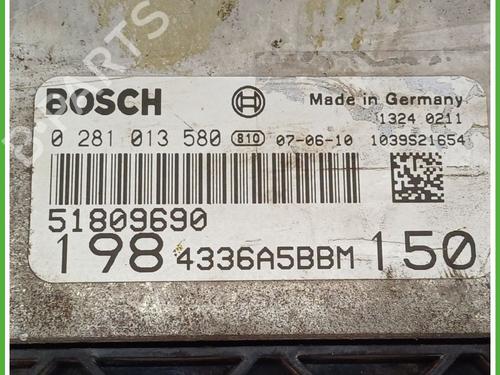 BOSCH Made in Germany
1324 0211
0 281 013 580 810 07-06-10 1039S21654
51809690
198 4336A5BBM 150